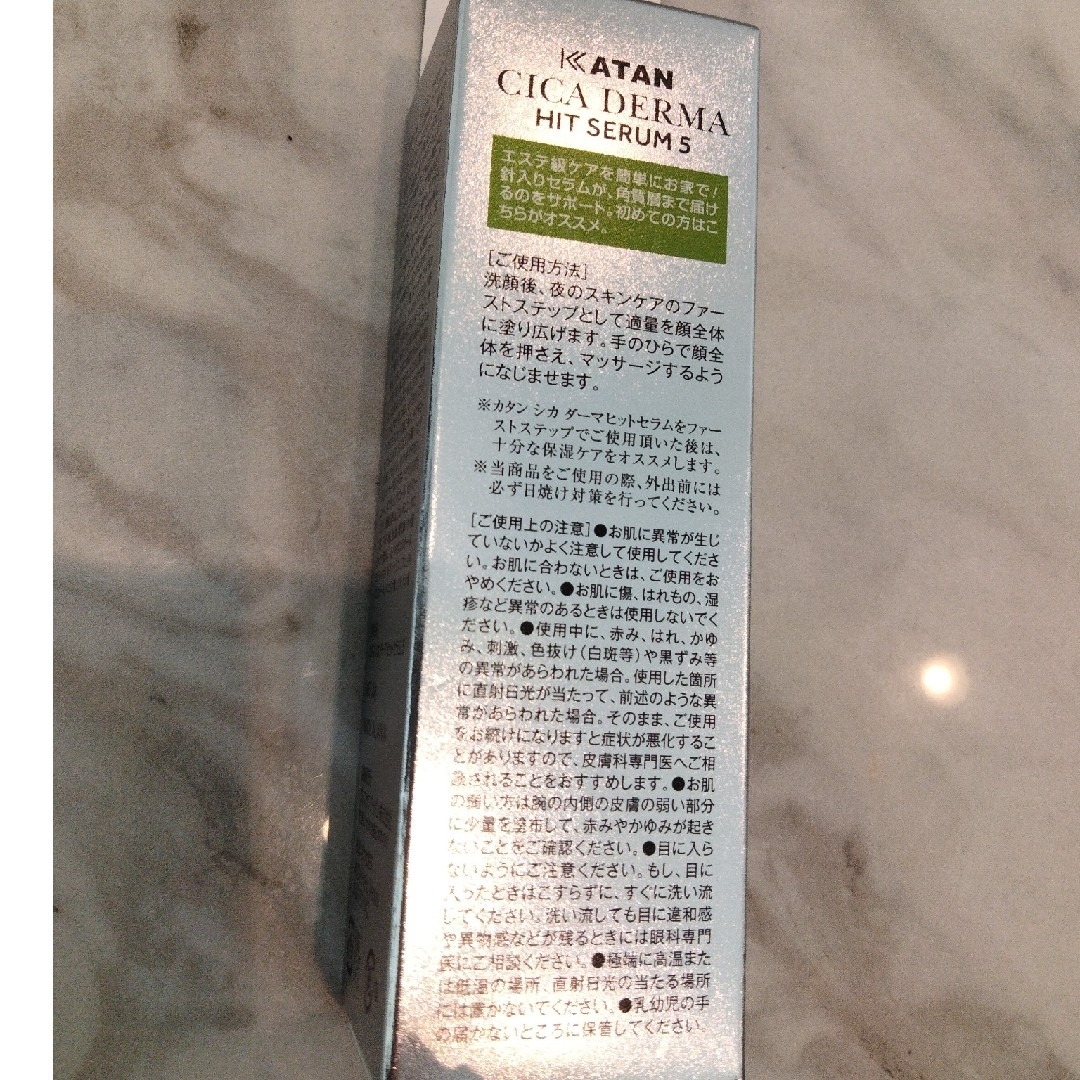 KATAN
CICA DERMA
HIT SERUM 5
エステ級ケアを簡単にお家で！
針入りセラムが、角質層まで届け
るのをサポート。初めての方はこ
ちらがオススメ。
［ご使用方法］
洗顔後、夜のスキンケアのファー
ストステップとして適量を顔全体
に塗り広げます。手のひらで顔全
体を押さえ、マッサージするよう
になじませます。
※カタン シカ ダーマヒットセラムをファー
ストステップでご使用頂いた後は、
十分な保湿ケアをオススメします。
※当商品をご使用の際、外出前には
必ず日焼け対策を行ってください。
［ご使用上の注意］●お肌に異常が生じ
ていないかよく注意して使用してくださ
い。お肌に合わないときは、ご使用をお
やめください。●お肌に傷、はれもの、湿
疹など異常のあるときは使用しないでく
ださい。●使用中に、赤み、はれ、かゆ
み、刺激、色抜け（白斑等）や黒ずみ等
の異常があらわれた場合。使用した箇所
に直射日光が当たって、前述のような異
常があらわれた場合。そのまま、ご使用
をお続けになりますと症状が悪化するこ
とがありますので、皮膚科専門医へご相
談されることをおすすめします。●お肌
の弱い方は腕の内側の皮膚の弱い部分
に少量を塗布して、赤みやかゆみが起き
ないことをご確認ください。●目に入ら
ないようにご注意ください。もし、目に
入ったときはこすらずに、すぐに洗い流
してください。洗い流しても目に違和感
や異物感などが残るときには眼科専門
医にご相談ください。●極端に高温また
は低温の場所、直射日光の当たる場所
には置かないでください。●乳幼児の手
の届かないところに保管してください。